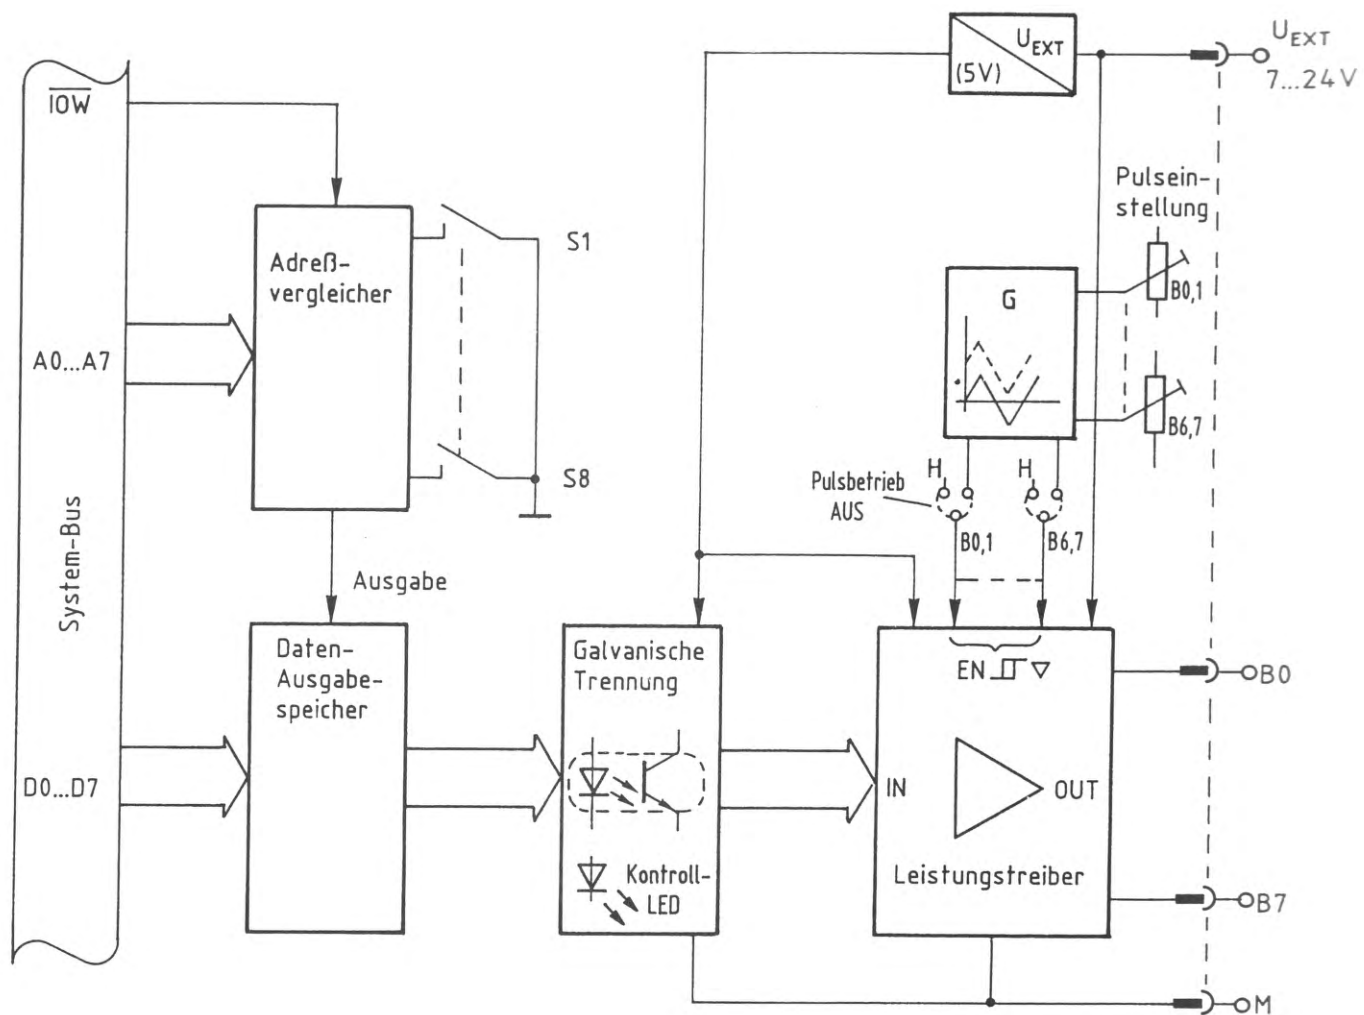 U_EXT
7...24V
U_EXT
(5V)
IOW
Pulsein-
stellung
Adreß-
vergleicher
S1
G
B0,1
A0...A7
B6,7
S8
H
H
Pulsbetrieb
AUS
B0,1
B6,7
System-Bus
Ausgabe
Daten-
Ausgabe-
speicher
Galvanische
Trennung
EN
B0
D0...D7
IN
OUT
Kontroll-
LED
Leistungstreiber
B7
M